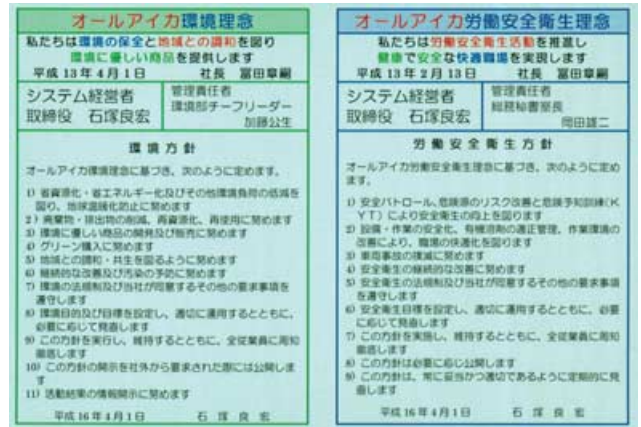 オールアイカ環境理念
私たちは環境の保全と地域との調和を図り
環境に優しい商品を提供します
平成13年4月1日　社長　冨田章嗣
システム経営者
取締役　石塚良宏
管理責任者
環境部チーフリーダー
加藤公生
環境方針
オールアイカ環境理念に基づき、次のように定めます。
1) 省資源化・省エネルギー化及びその他環境負荷の低減を
図り、地球温暖化防止に努めます
2) 廃棄物・排出物の削減、再資源化、再使用に努めます
3) 環境に優しい商品の開発及び販売に努めます
4) グリーン購入に努めます
5) 地域との調和・共生を図るように努めます
6) 継続的な改善及び汚染の予防に努めます
7) 環境の法規制及び当社が同意するその他の要求事項を
遵守します
8) 環境目的及び目標を設定し、適切に運用するとともに、
必要に応じて見直します
9) この方針を実行し、維持するとともに、全従業員に周知
徹底します
10) この方針の開示を社外から要求された際には公開しま
す
11) 活動結果の情報開示に努めます
平成16年4月1日　石塚良宏
オールアイカ労働安全衛生理念
私たちは労働安全衛生活動を推進し
健康で安全な快適職場を実現します
平成13年2月13日　社長　冨田章嗣
システム経営者
取締役　石塚良宏
管理責任者
総務秘書室長
岡田雄二
労働安全衛生方針
オールアイカ労働安全衛生理念に基づき、次のように定め
ます。
1) 安全パトロール、危険源のリスク改善と危険予知訓練(K
YT)により安全衛生の向上を図ります
2) 設備・作業の安全化、有機溶剤の適正管理、作業環境の
改善により、職場の快適化を図ります
3) 車両事故の撲滅に努めます
4) 安全衛生の継続的な改善に努めます
5) 安全衛生の法規制及び当社が同意するその他の要求事項
を遵守します
6) 安全衛生目標を設定し、適切に運用するとともに、必要
に応じて見直します
7) この方針を実施し、維持するとともに、全従業員に周知
徹底します
8) この方針は必要に応じ公開します
9) この方針は、常に妥当かつ適切であるように定期的に見
直します
平成16年4月1日　石塚良宏